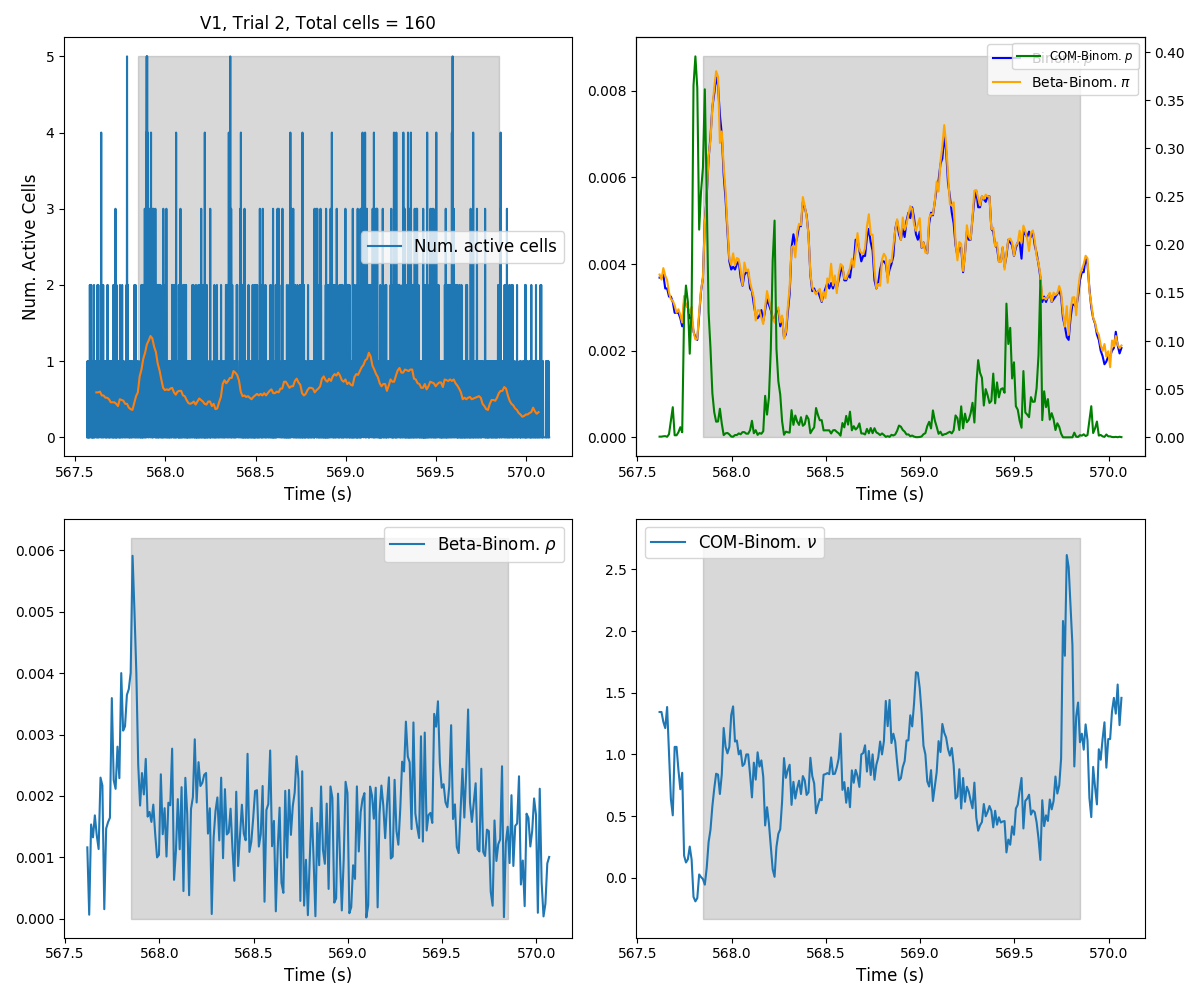 V1, Trial 2, Total cells = 160
Num. Active Cells
5
4
3
2
1
0
Num. active cells
567.5 568.0 568.5 569.0 569.5 570.0
Time (s)
0.008
0.006
0.004
0.002
0.000
COM-Binom. p
Beta-Binom. π
0.40
0.35
0.30
0.25
0.20
0.15
0.10
0.05
0.00
567.5 568.0 568.5 569.0 569.5 570.0
Time (s)
0.006
0.005
0.004
0.003
0.002
0.001
0.000
Beta-Binom. ρ
567.5 568.0 568.5 569.0 569.5 570.0
Time (s)
2.5
2.0
1.5
1.0
0.5
0.0
COM-Binom. ν
567.5 568.0 568.5 569.0 569.5 570.0
Time (s)